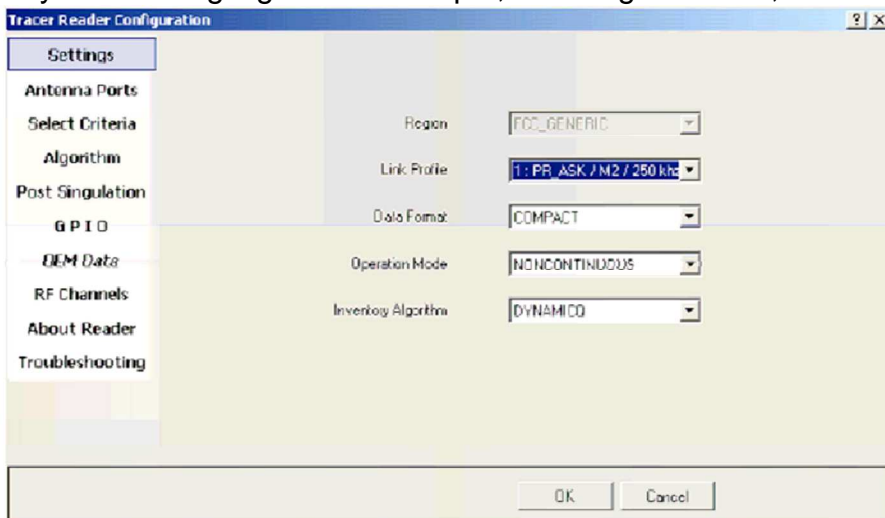 Tracer Reader Configuration
Settings
Antenna Ports
Select Criteria
Algorithm
Post Singulation
GPIO
OEM Data
RF Channels
About Reader
Troubleshooting
Region FCC_GENERIC
Link Profile 1 : PR_ASK / M2 / 250 khz
Data Format COMPACT
Operation Mode NONCONTINUOUS
Inventory Algorithm DYNAMICQ
OK Cancel